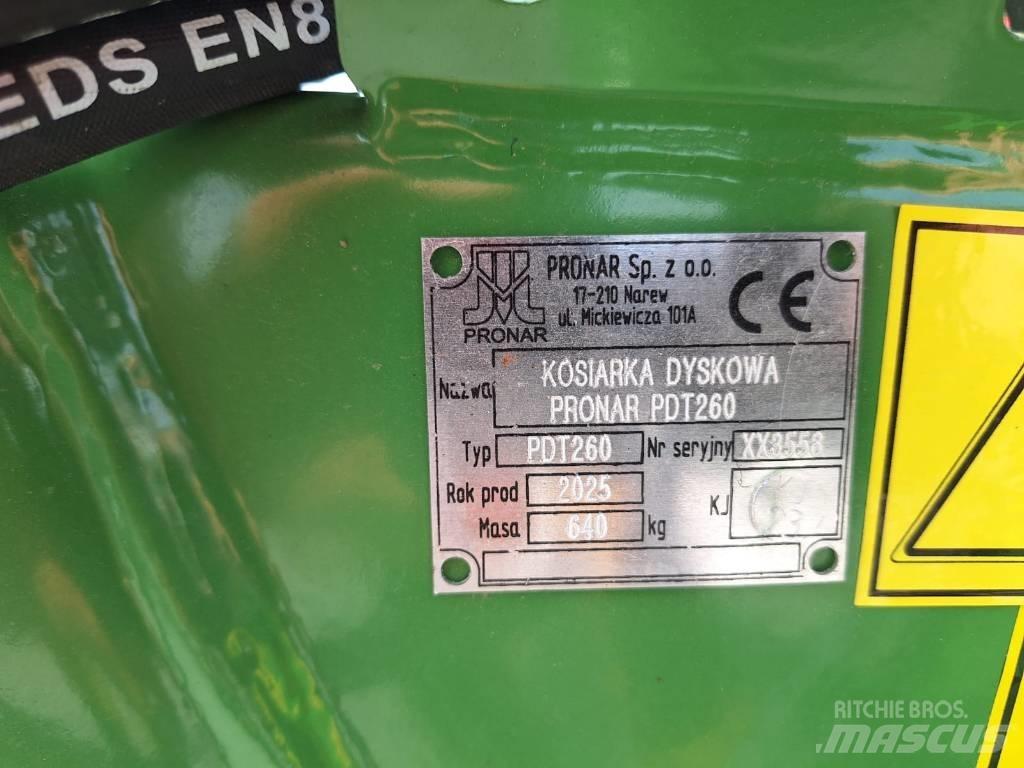 EDS EN8
PRONAR Sp. z o.o.
17-210 Narew
ul. Mickiewicza 101A
PRONAR
CE
Nazwa KOSIARKA DYSKOWA
PRONAR PDT260
Typ PDT260 Nr seryjny XX3558
Rok prod 2025
KJ
Masa 640 kg
RITCHIE BROS.
MASCUS